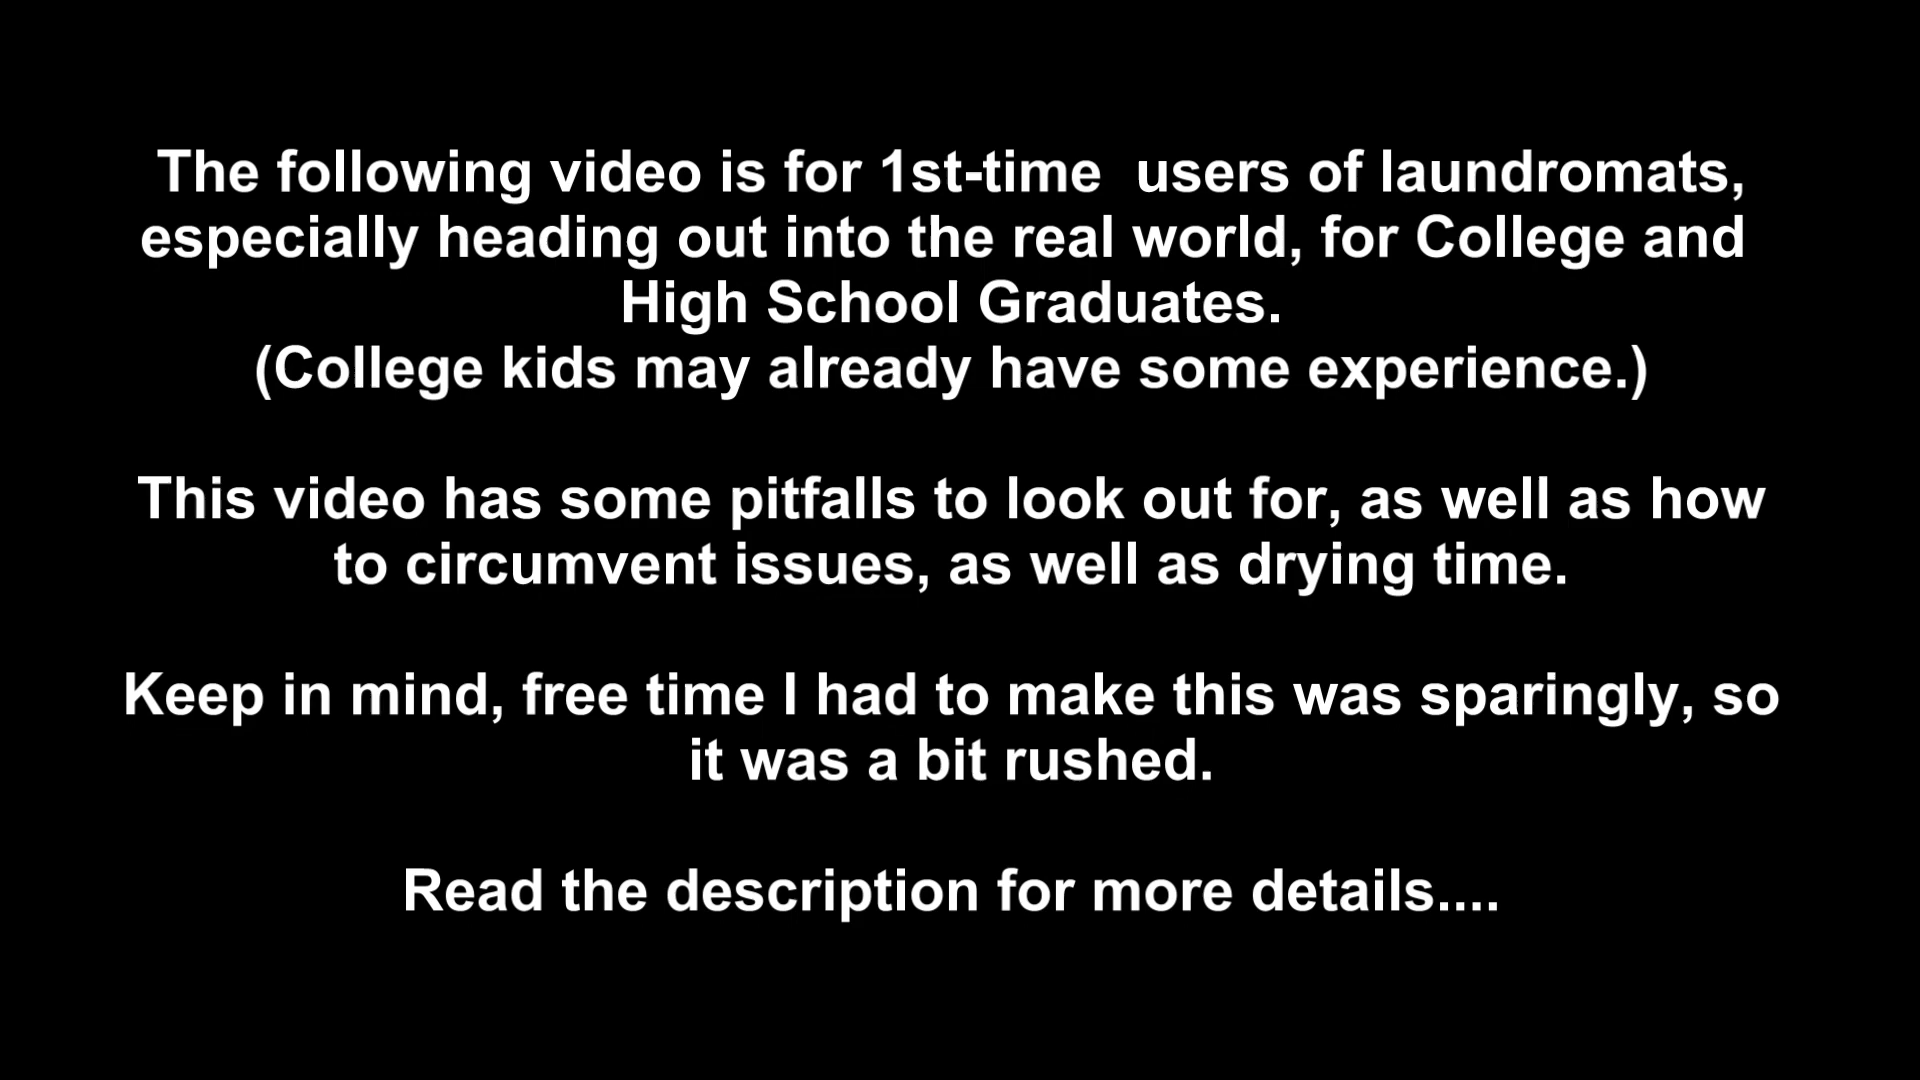 The following video is for 1st-time  users of laundromats,
especially heading out into the real world, for College and
High School Graduates.
(College kids may already have some experience.)
This video has some pitfalls to look out for, as well as how
to circumvent issues, as well as drying time.
Keep in mind, free time I had to make this was sparingly, so
it was a bit rushed.
Read the description for more details....